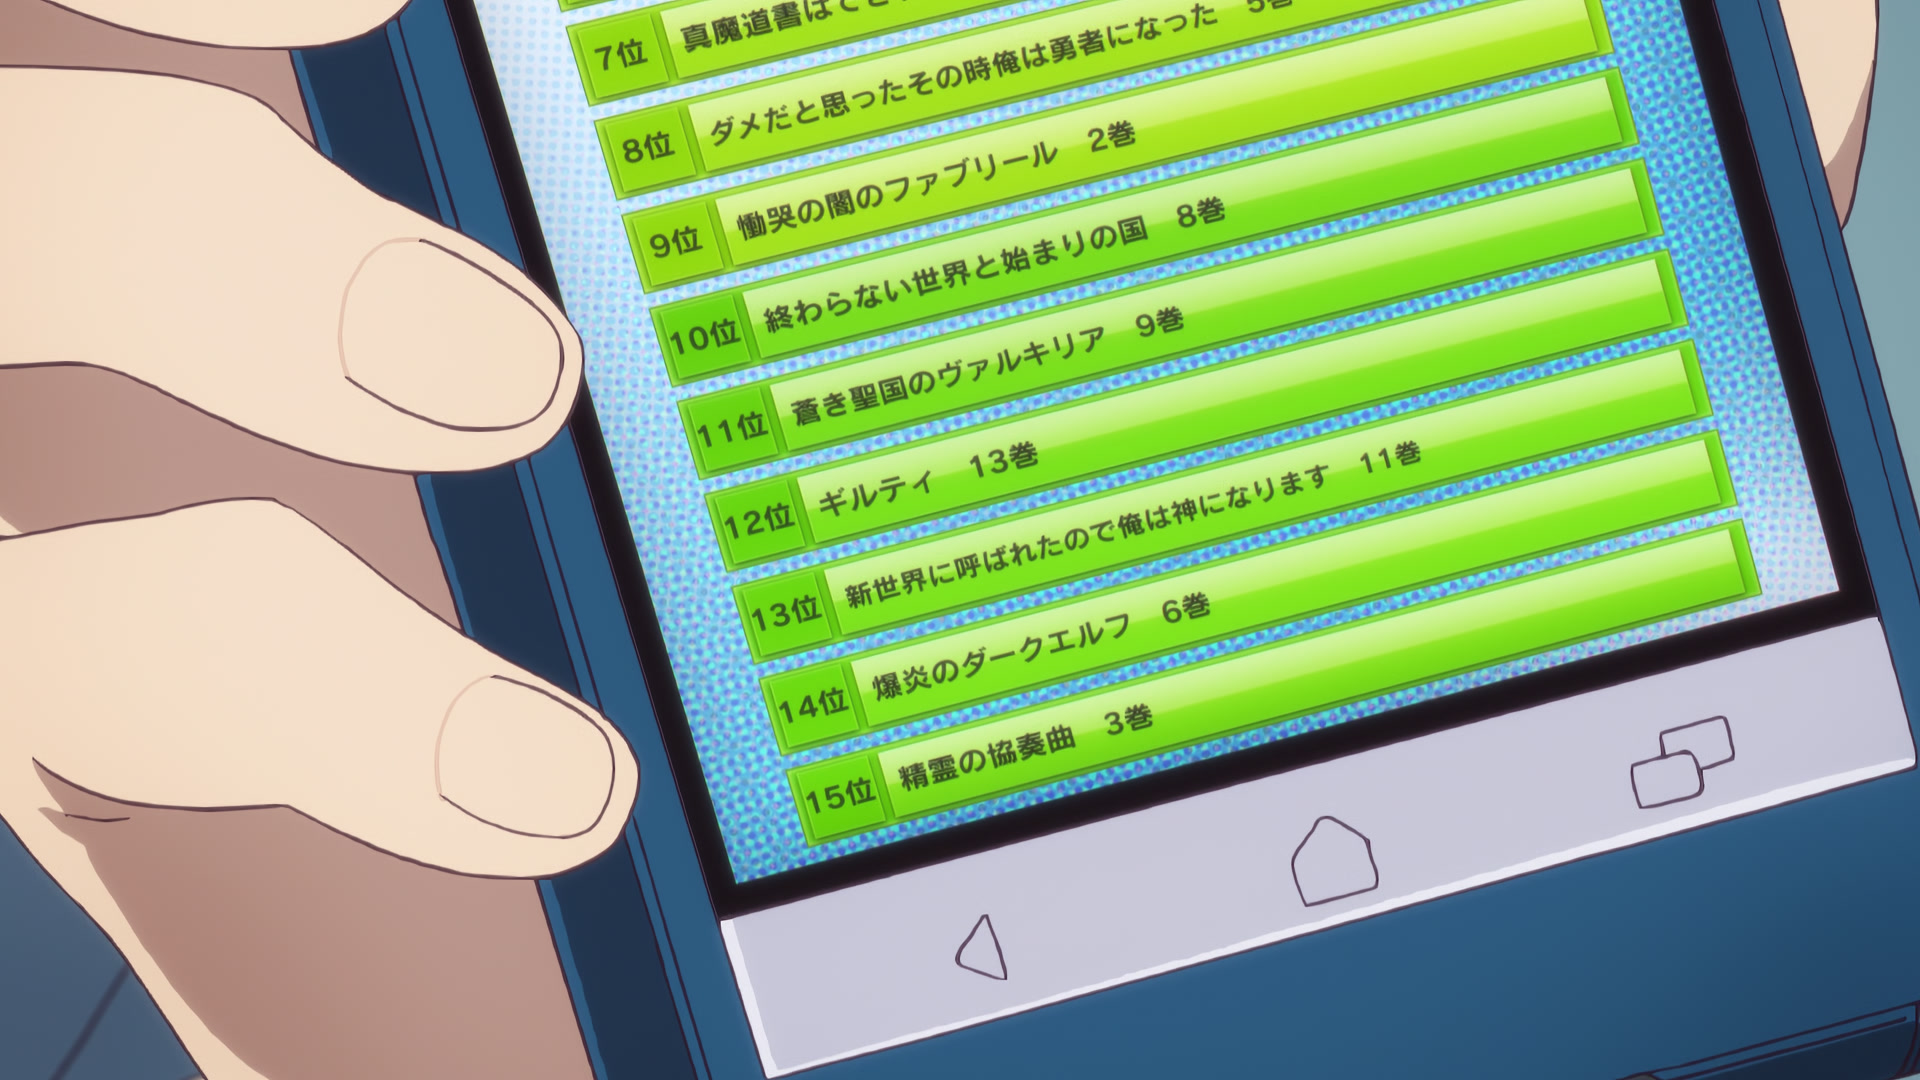 7位 真魔道書はでき
8位 ダメだと思ったその時俺は勇者になった 5巻
9位 慟哭の闇のファブリール 2巻
10位 終わらない世界と始まりの国 8巻
11位 蒼き聖国のヴァルキリア 9巻
12位 ギルティ 13巻
13位 新世界に呼ばれたので俺は神になります 11巻
14位 爆炎のダークエルフ 6巻
15位 精霊の協奏曲 3巻